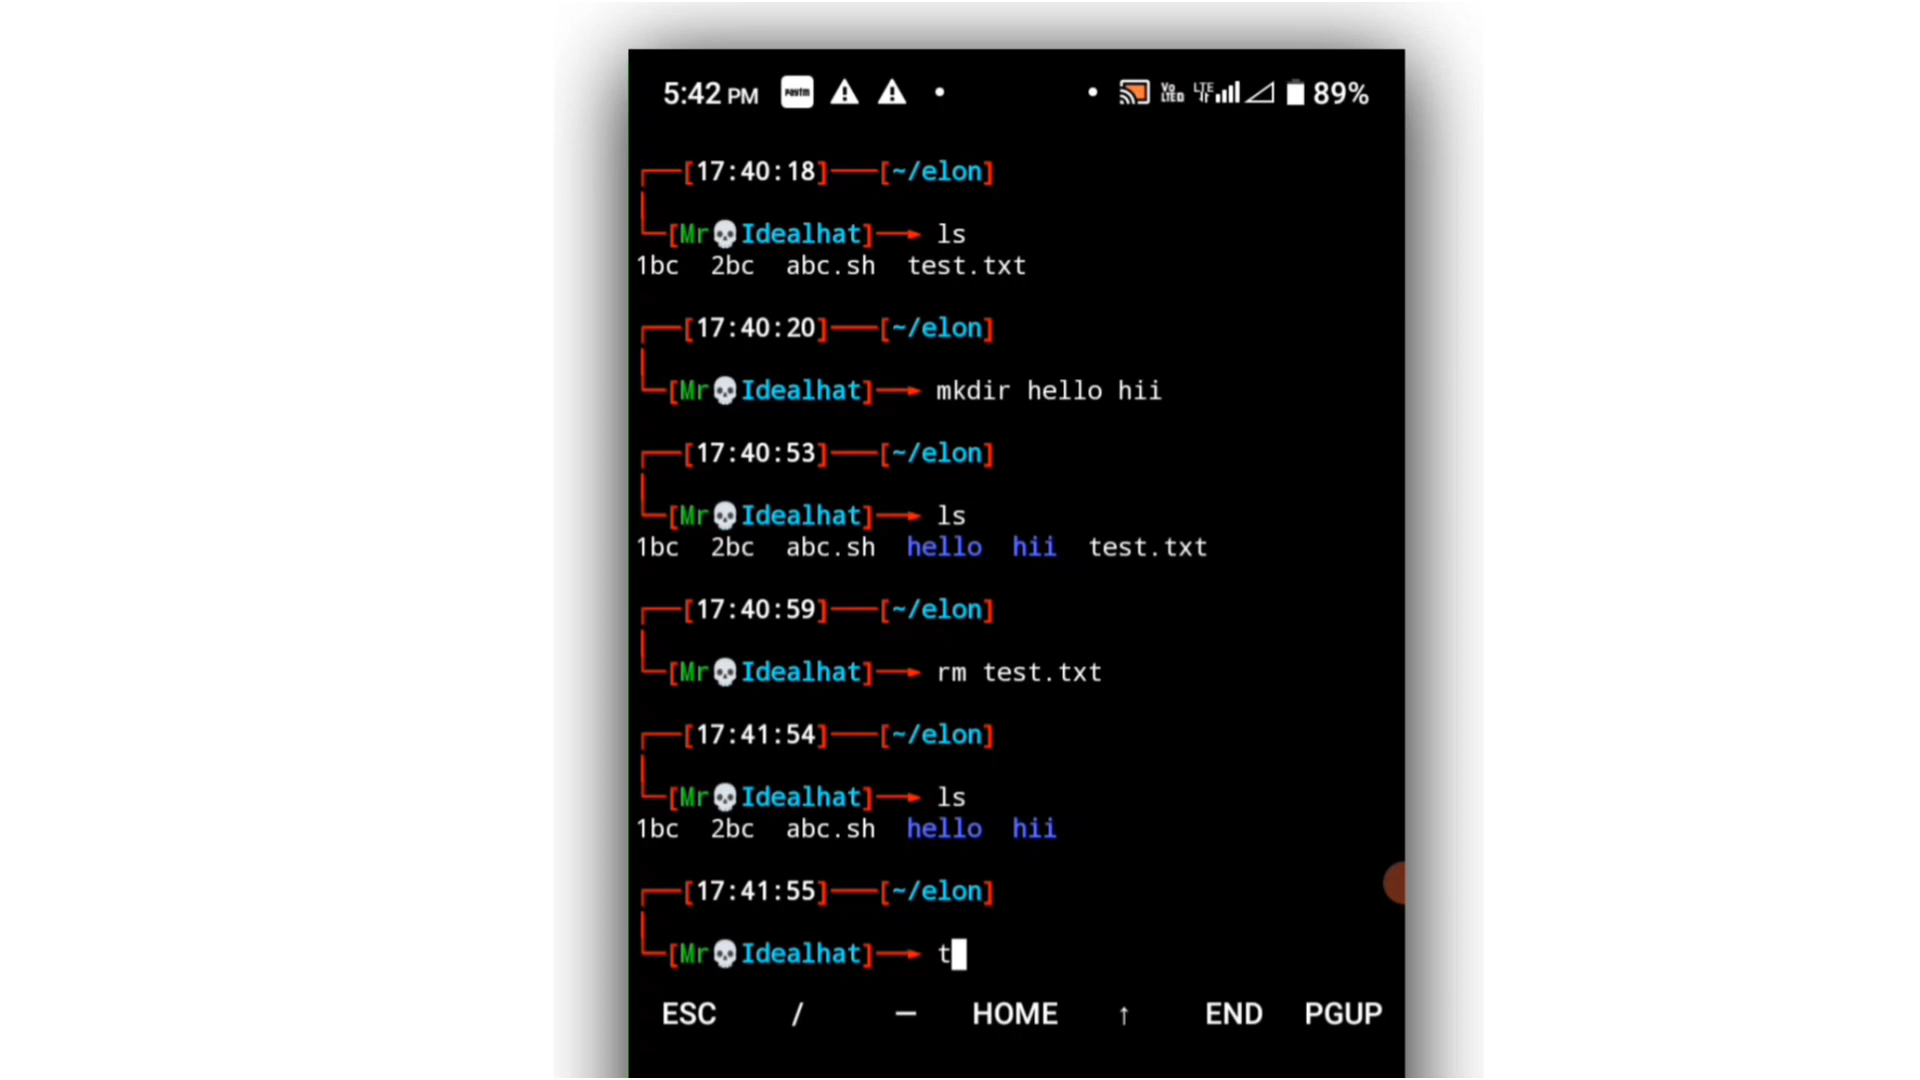 5:42 PM paytm VoLTED LTE 89%
[17:40:18] [~/elon]
[Mr💀Idealhat] ls
1bc 2bc abc.sh test.txt
[17:40:20] [~/elon]
[Mr💀Idealhat] mkdir hello hii
[17:40:53] [~/elon]
[Mr💀Idealhat] ls
1bc 2bc abc.sh hello hii test.txt
[17:40:59] [~/elon]
[Mr💀Idealhat] rm test.txt
[17:41:54] [~/elon]
[Mr💀Idealhat] ls
1bc 2bc abc.sh hello hii
[17:41:55] [~/elon]
[Mr💀Idealhat] t
ESC / — HOME ↑ END PGUP